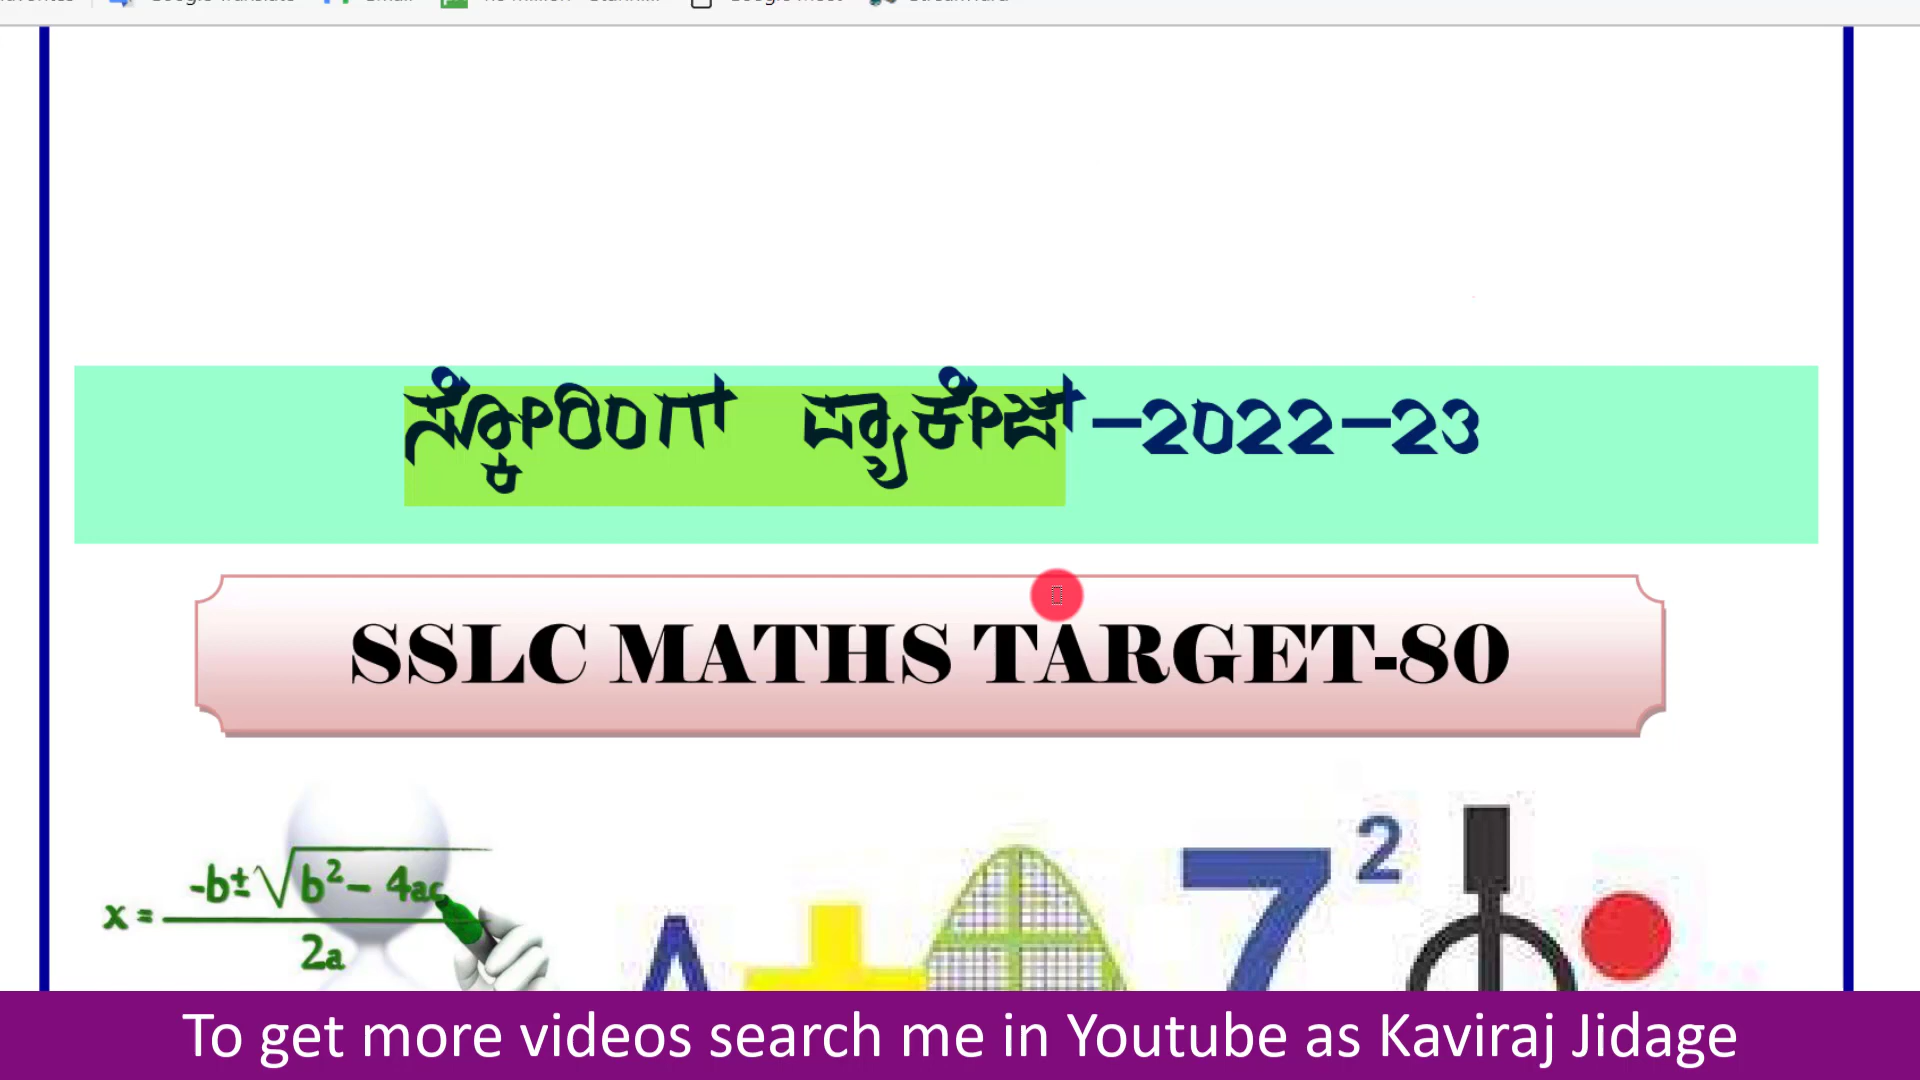 ಸ್ಕೋರಿಂಗ್ ಪ್ಯಾಕೇಜ್-2022-23
SSLC MATHS TARGET-80
x = -b± √b² – 4ac
2a
7²
To get more videos search me in Youtube as Kaviraj Jidage